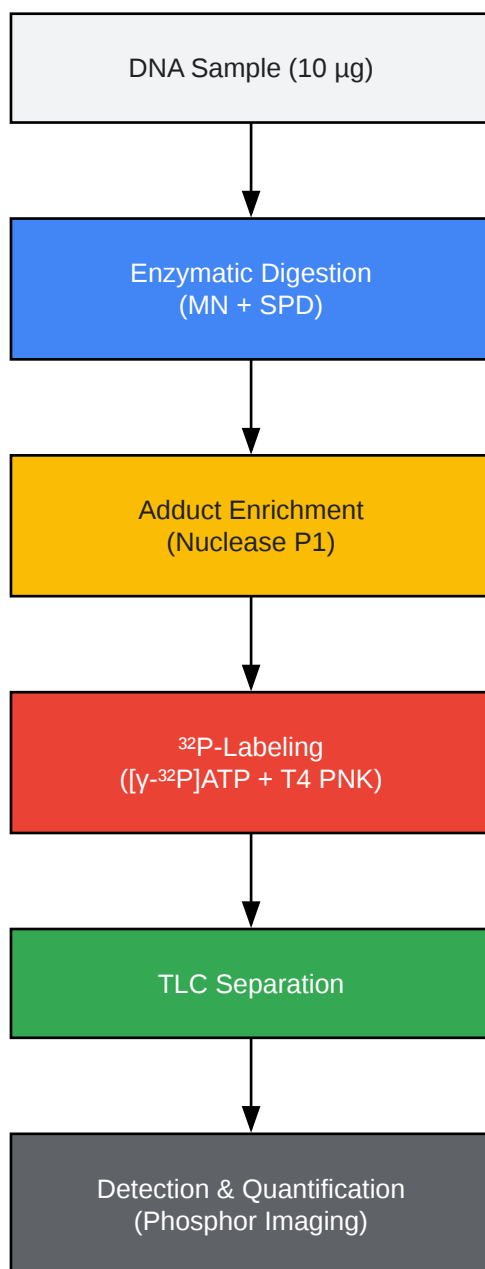 DNA Sample (10 µg)
Enzymatic Digestion
(MN + SPD)
Adduct Enrichment
(Nuclease P1)
³²P-Labeling
([γ-³²P]ATP + T4 PNK)
TLC Separation
Detection & Quantification
(Phosphor Imaging)